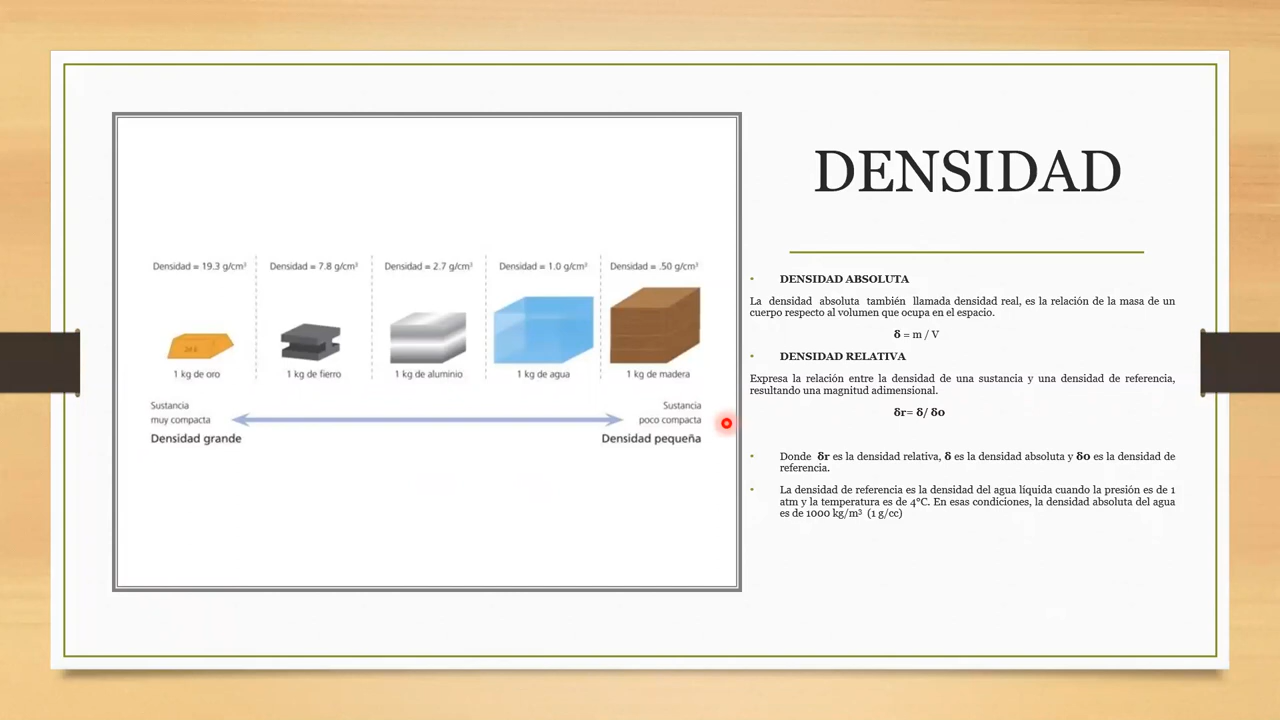 DENSIDAD
Densidad = 19.3 g/cm³
Densidad = 7.8 g/cm³
Densidad = 2.7 g/cm³
Densidad = 1.0 g/cm³
Densidad = .50 g/cm³
1 kg de oro
1 kg de fierro
1 kg de aluminio
1 kg de agua
1 kg de madera
Sustancia
muy compacta
Densidad grande
Sustancia
poco compacta
Densidad pequeña
• DENSIDAD ABSOLUTA
La densidad absoluta también llamada densidad real, es la relación de la masa de un
cuerpo respecto al volumen que ocupa en el espacio.
δ = m / V
• DENSIDAD RELATIVA
Expresa la relación entre la densidad de una sustancia y una densidad de referencia,
resultando una magnitud adimensional.
δr= δ/ δ0
• Donde δr es la densidad relativa, δ es la densidad absoluta y δ0 es la densidad de
referencia.
• La densidad de referencia es la densidad del agua líquida cuando la presión es de 1
atm y la temperatura es de 4°C. En esas condiciones, la densidad absoluta del agua
es de 1000 kg/m³ (1 g/cc)